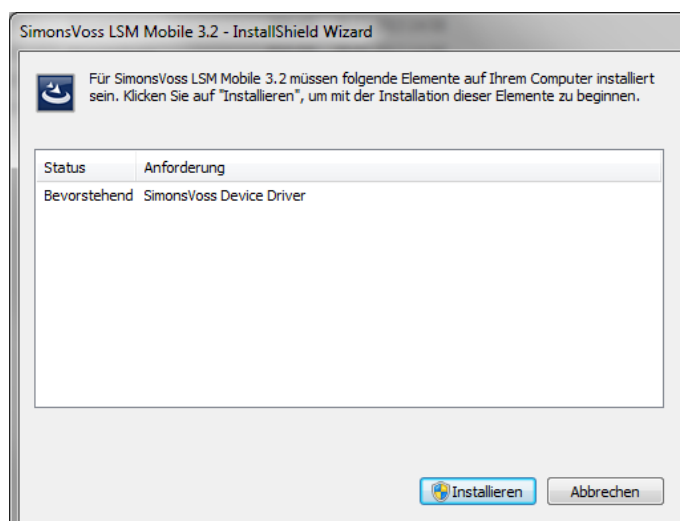 SimonsVoss LSM Mobile 3.2 - InstallShield Wizard
Für SimonsVoss LSM Mobile 3.2 müssen folgende Elemente auf Ihrem Computer installiert
sein. Klicken Sie auf "Installieren", um mit der Installation dieser Elemente zu beginnen.
Status Anforderung
Bevorstehend SimonsVoss Device Driver
Installieren Abbrechen